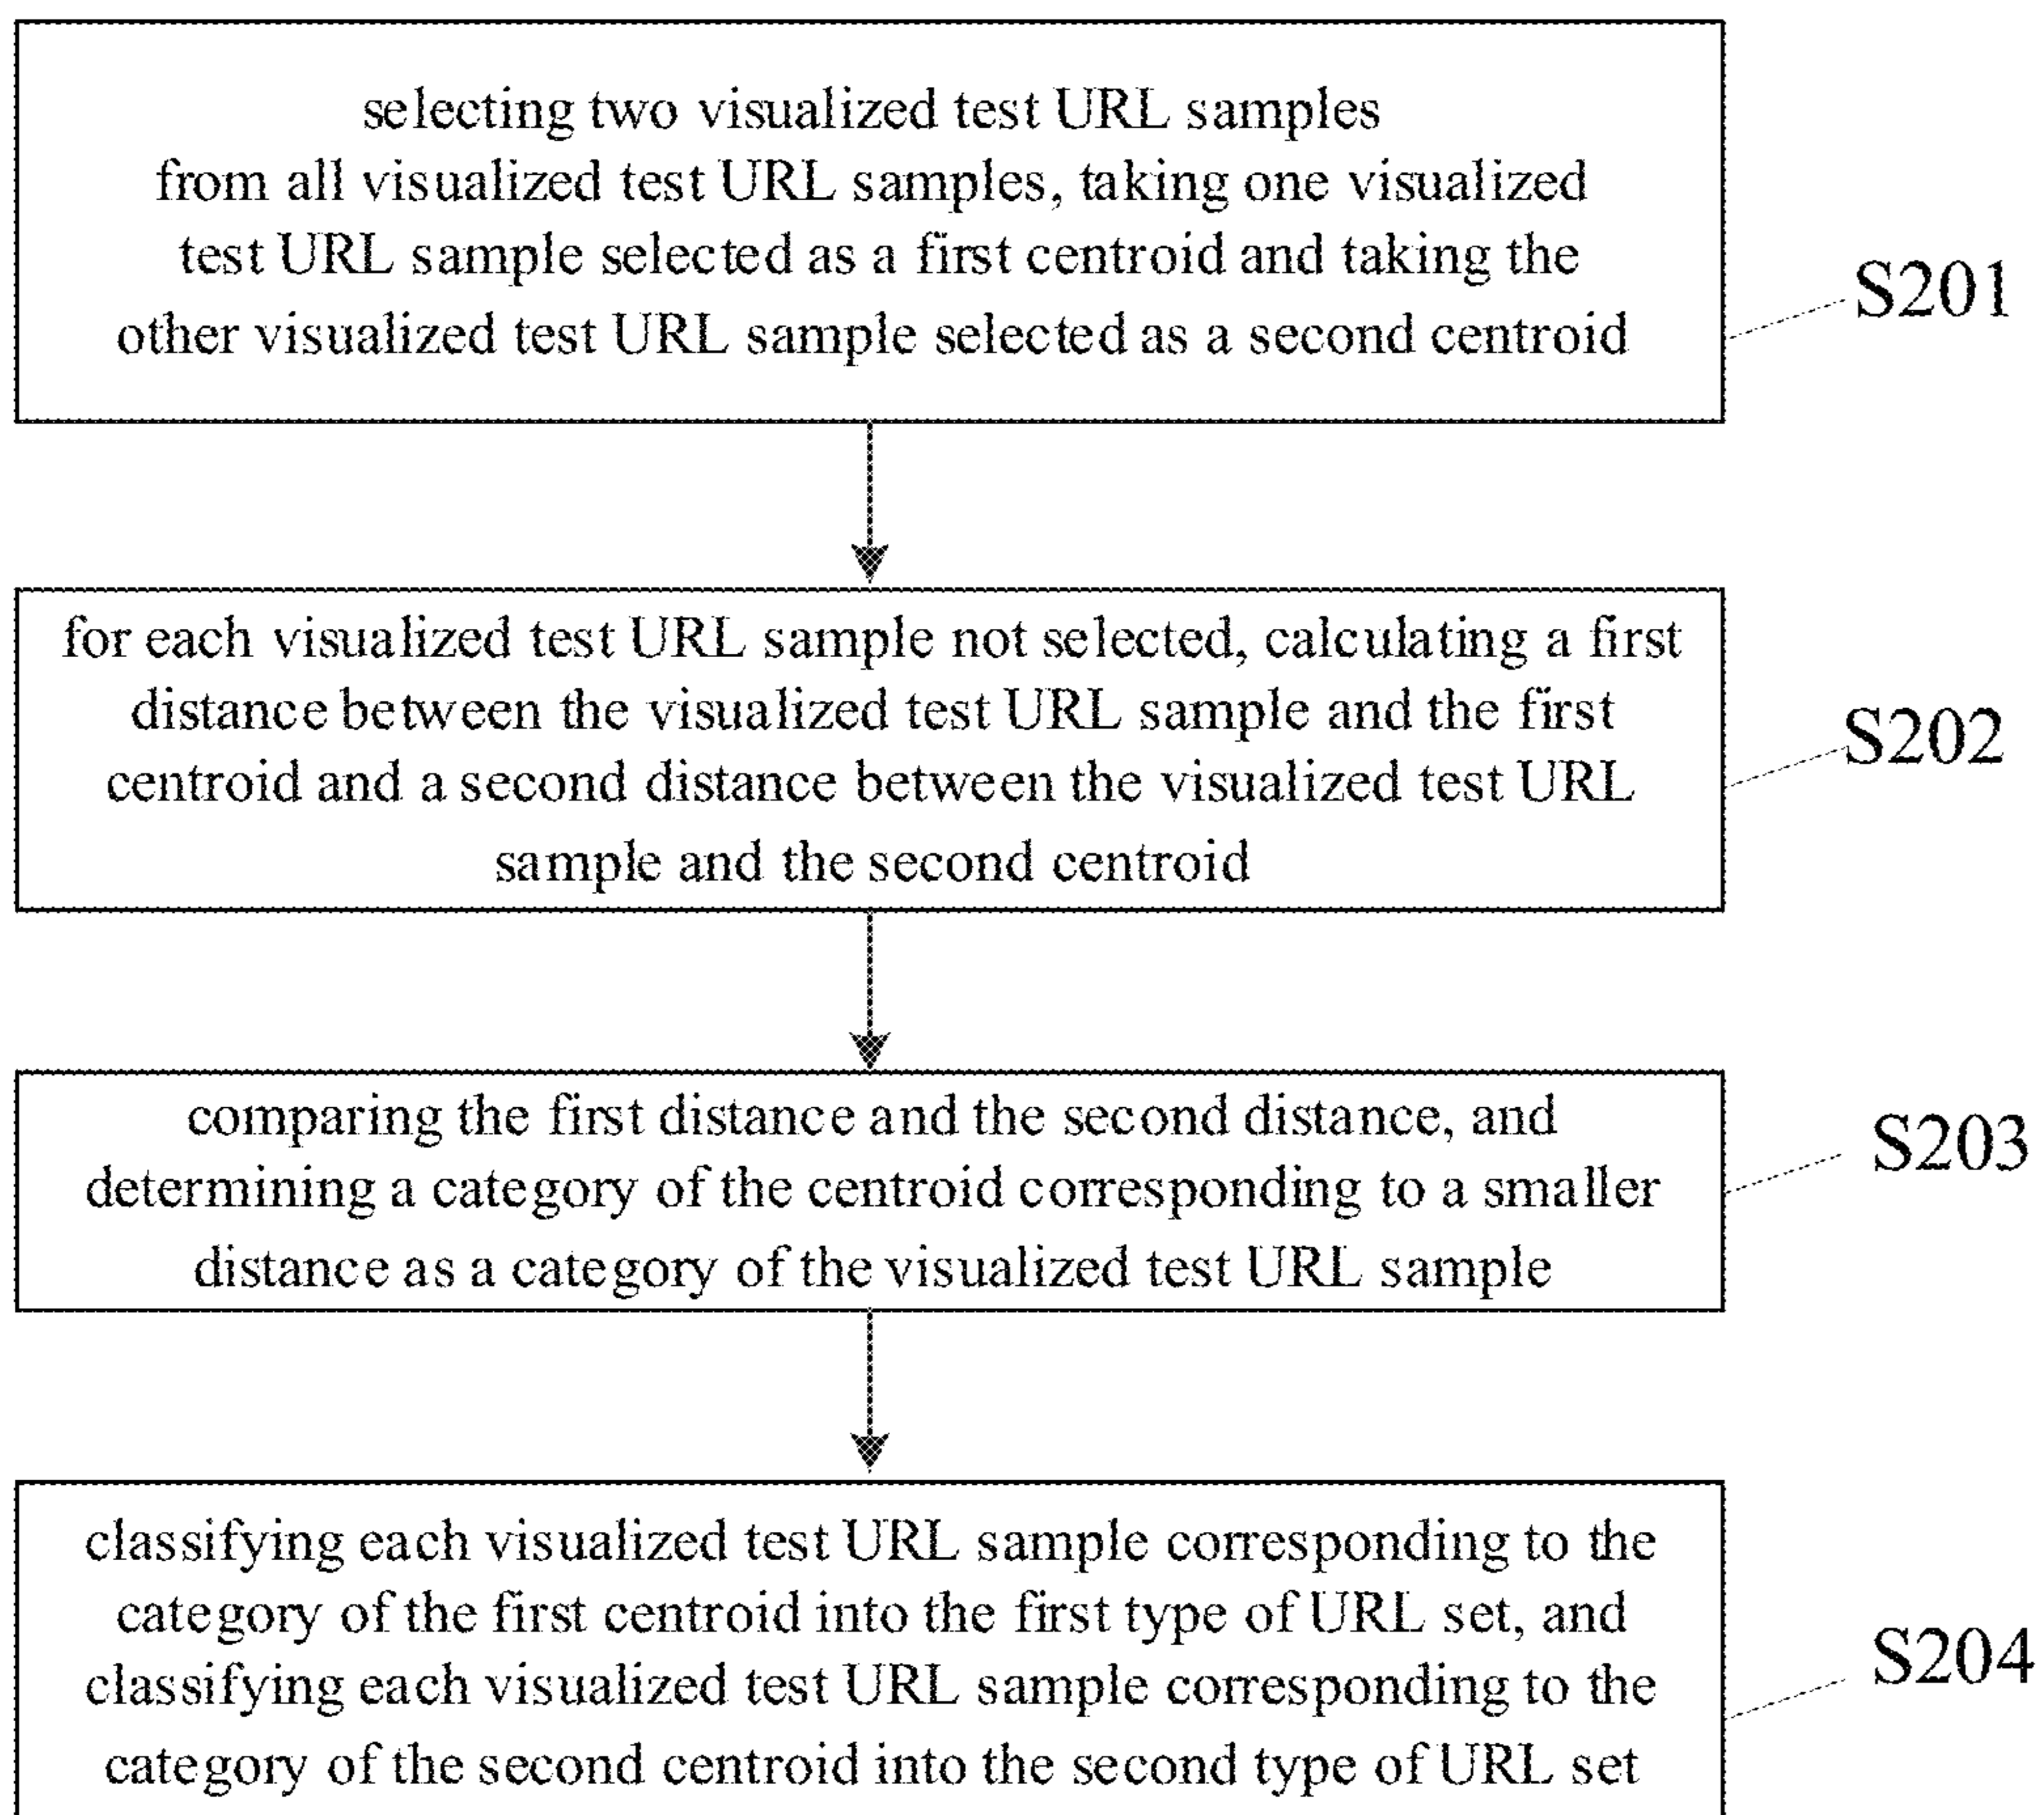 selecting two visualized test URL samples
from all visualized test URL samples, taking one visualized
test URL sample selected as a first centroid and taking the
other visualized test URL sample selected as a second centroid
S201
for each visualized test URL sample not selected, calculating a first
distance between the visualized test URL sample and the first
centroid and a second distance between the visualized test URL
sample and the second centroid
S202
comparing the first distance and the second distance, and
determining a category of the centroid corresponding to a smaller
distance as a category of the visualized test URL sample
S203
classifying each visualized test URL sample corresponding to the
category of the first centroid into the first type of URL set, and
classifying each visualized test URL sample corresponding to the
category of the second centroid into the second type of URL set
S204